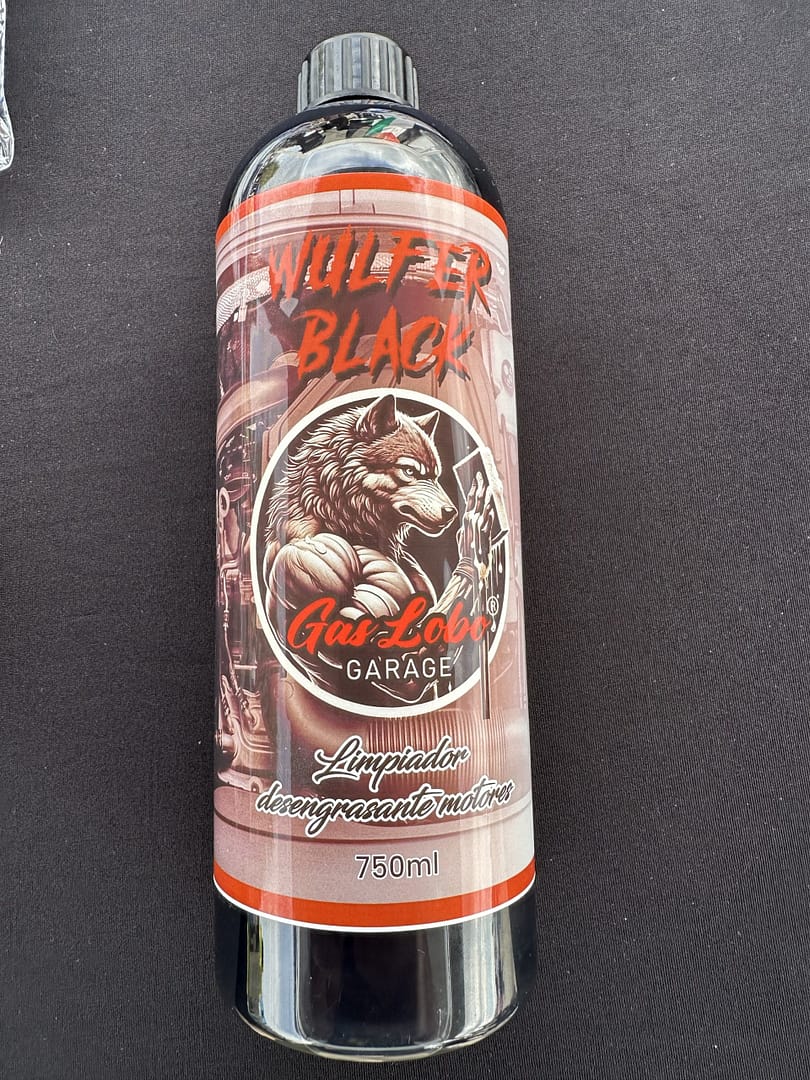 WULFER
BLACK
Gas Lobo®
GARAGE
Limpiador
desengrasante motores
750ml